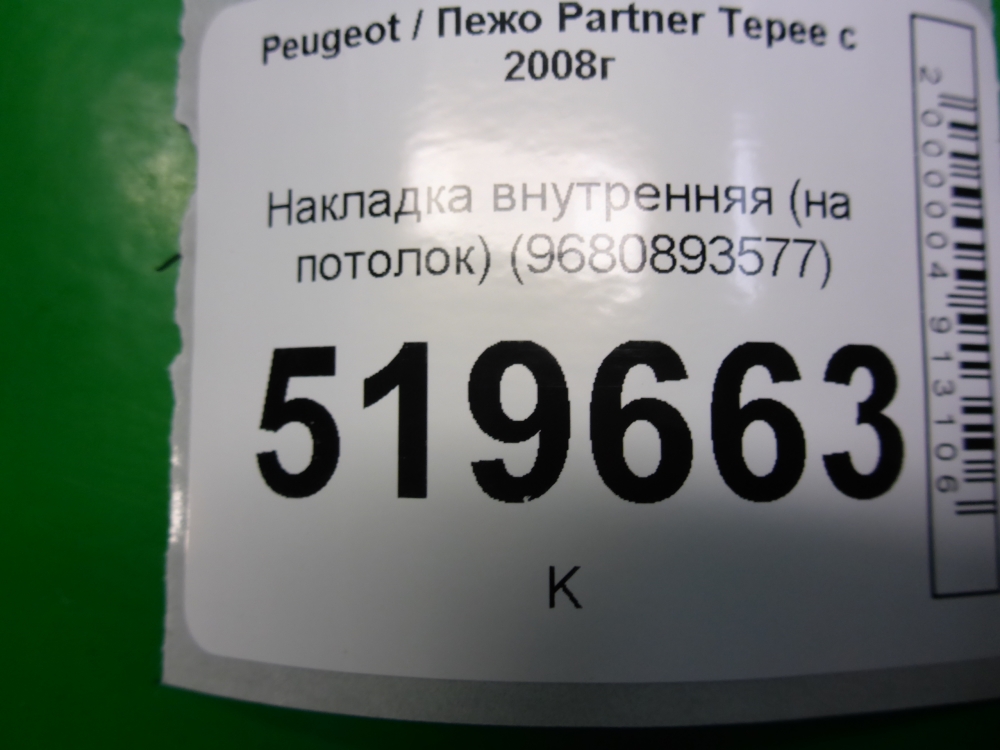 Peugeot / Пежо Partner Tepee с
2008г
Накладка внутренняя (на
потолок) (9680893577)
519663
К
2000004913106